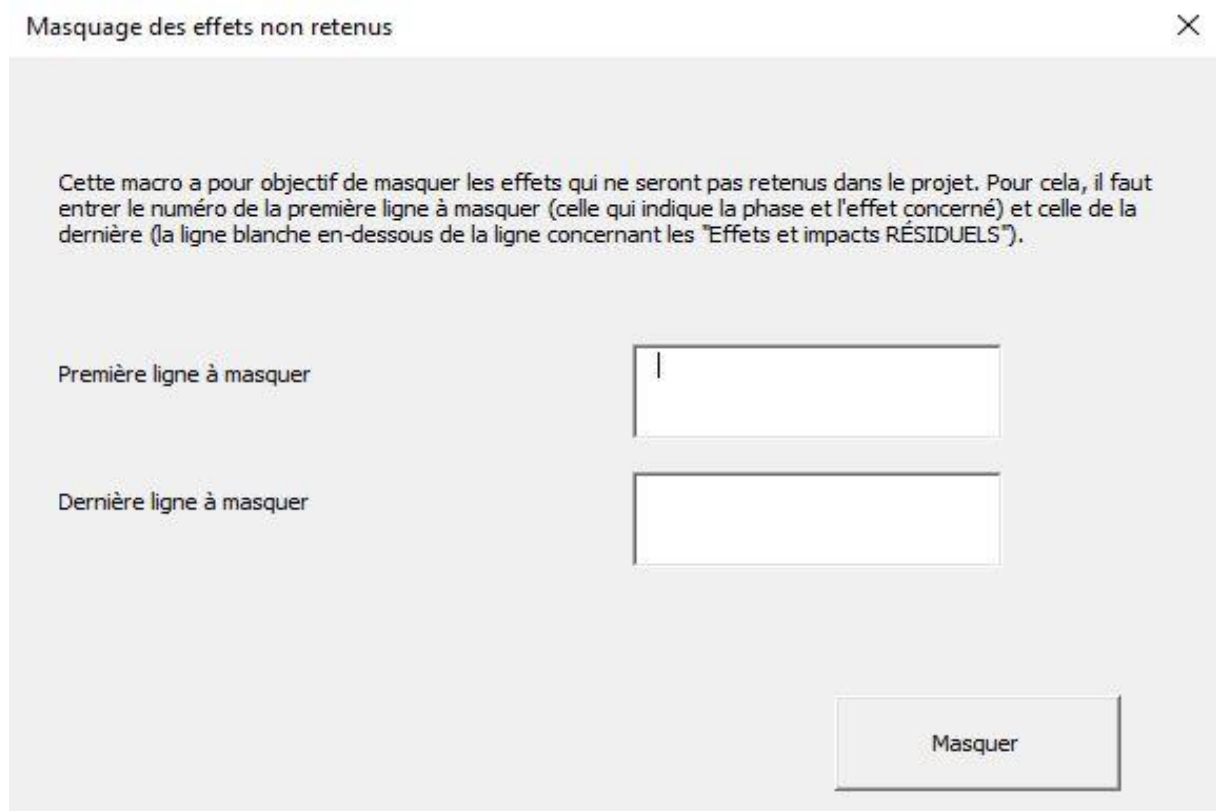 Masquage des effets non retenus
Cette macro a pour objectif de masquer les effets qui ne seront pas retenus dans le projet. Pour cela, il faut
entrer le numéro de la première ligne à masquer (celle qui indique la phase et l'effet concerné) et celle de la
dernière (la ligne blanche en-dessous de la ligne concernant les "Effets et impacts RÉSIDUELS").
Première ligne à masquer
Dernière ligne à masquer
Masquer